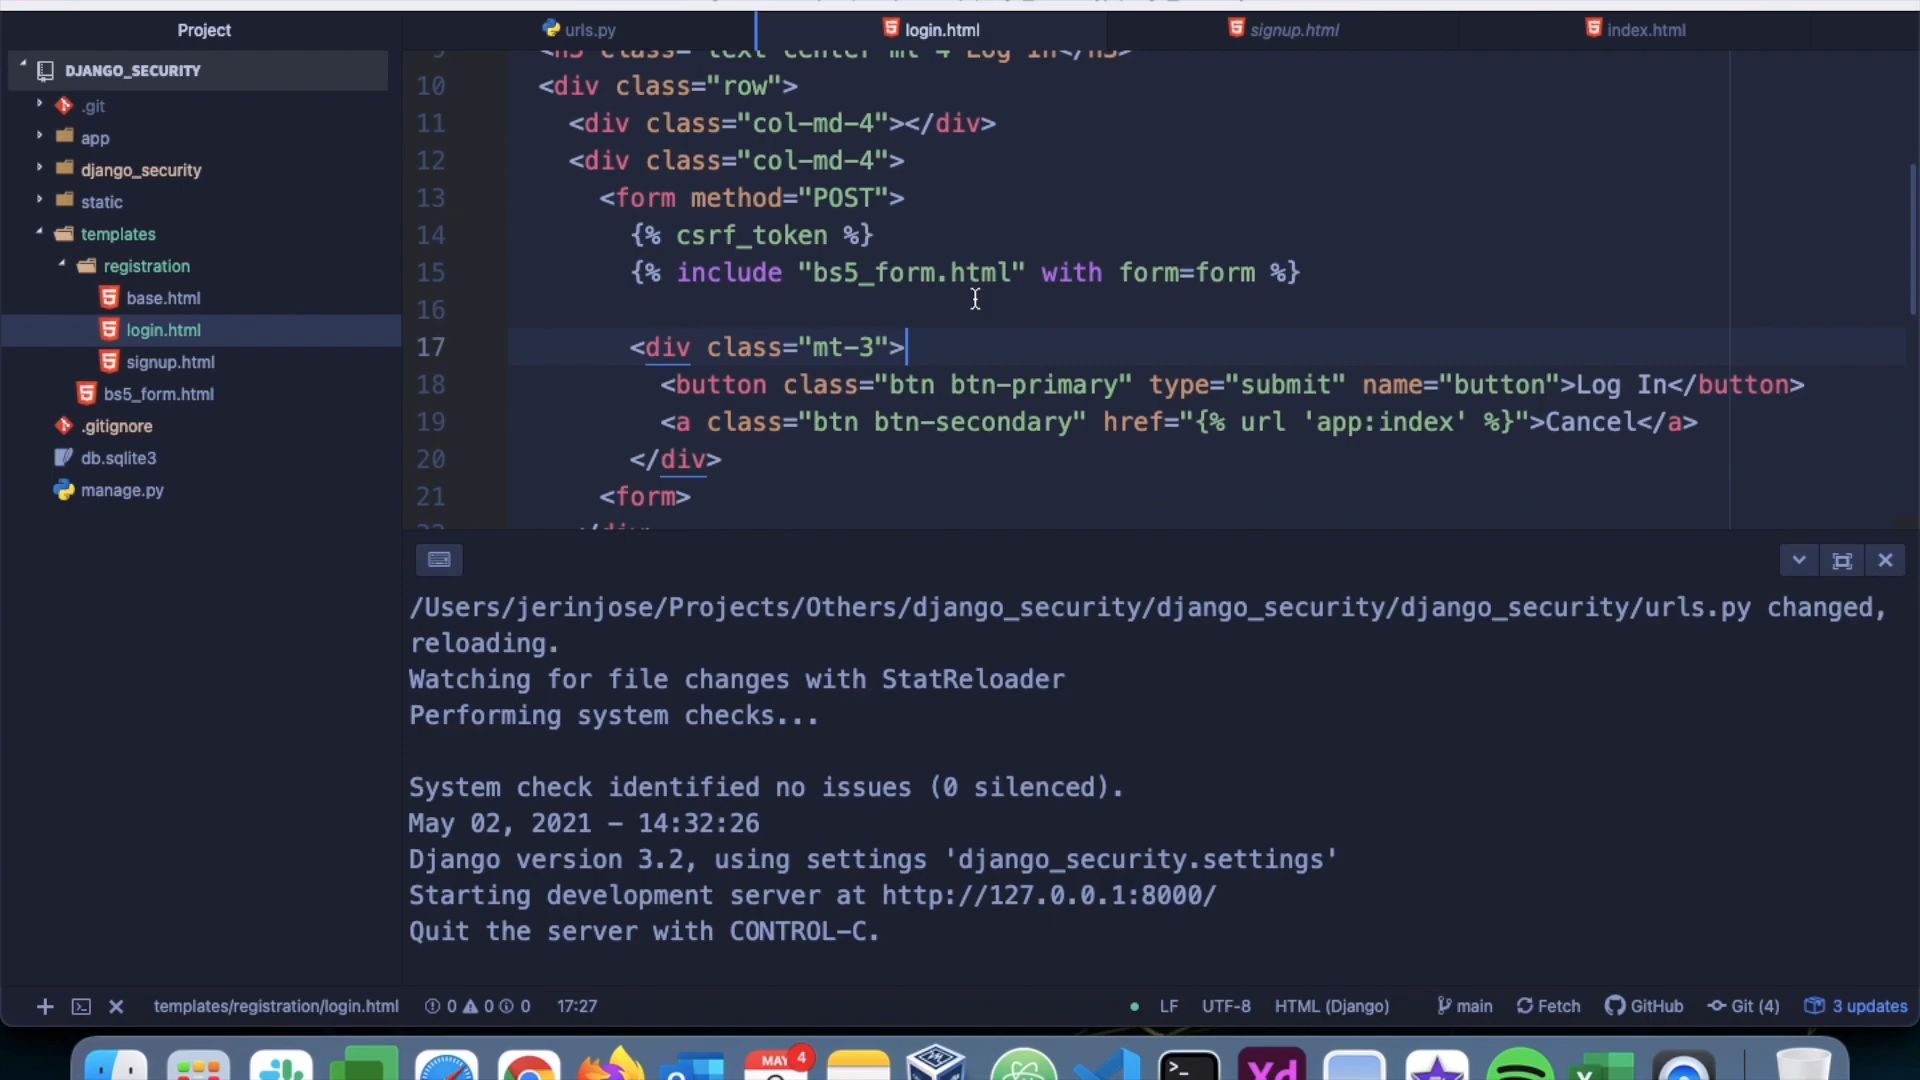 Project
urls.py
login.html
signup.html
index.html
DJANGO_SECURITY
.git
app
django_security
static
templates
registration
base.html
login.html
signup.html
bs5_form.html
.gitignore
db.sqlite3
manage.py
10 <div class="row">
11 <div class="col-md-4"></div>
12 <div class="col-md-4">
13 <form method="POST">
14 {% csrf_token %}
15 {% include "bs5_form.html" with form=form %}
16
17 <div class="mt-3">
18 <button class="btn btn-primary" type="submit" name="button">Log In</button>
19 <a class="btn btn-secondary" href="{% url 'app:index' %}">Cancel</a>
20 </div>
21 <form>
/Users/jerinjose/Projects/Others/django_security/django_security/django_security/urls.py changed,
reloading.
Watching for file changes with StatReloader
Performing system checks...
System check identified no issues (0 silenced).
May 02, 2021 - 14:32:26
Django version 3.2, using settings 'django_security.settings'
Starting development server at http://127.0.0.1:8000/
Quit the server with CONTROL-C.
templates/registration/login.html 0 0 0 17:27 LF UTF-8 HTML (Django) main Fetch GitHub Git (4) 3 updates
MAY 4
Xd